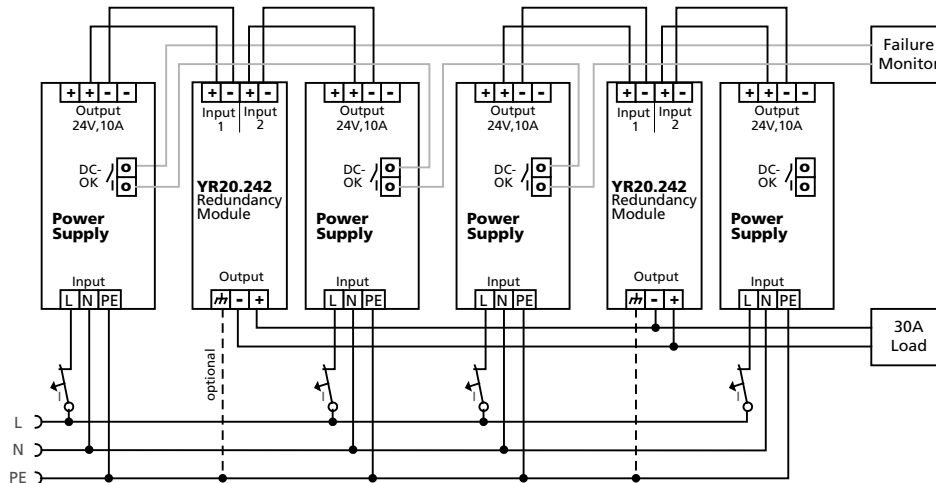 Failure
Monitor
+ + - -
Output
24V,10A
DC-
OK
Power
Supply
Input
L N PE
+ - + -
Input
1
Input
2
YR20.242
Redundancy
Module
Output
- +
+ + - -
Output
24V,10A
DC-
OK
Power
Supply
Input
L N PE
+ + - -
Output
24V,10A
DC-
OK
Power
Supply
Input
L N PE
+ - + -
Input
1
Input
2
YR20.242
Redundancy
Module
Output
- +
+ + - -
Output
24V,10A
DC-
OK
Power
Supply
Input
L N PE
30A
Load
optional
I
I
I
I
L
N
PE